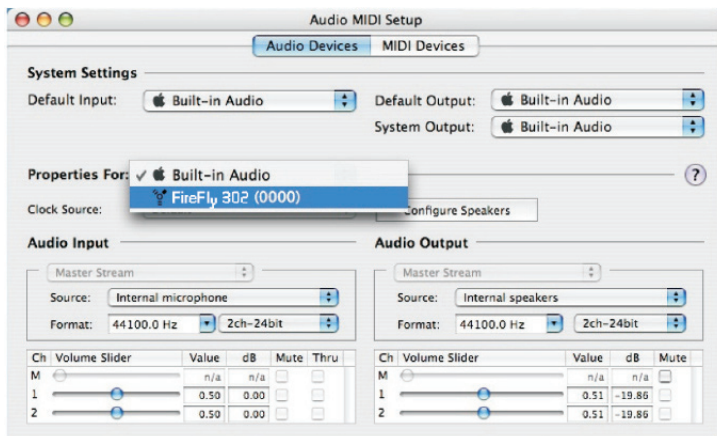 Audio MIDI Setup
Audio Devices MIDI Devices
System Settings
Default Input: Built-in Audio Default Output: Built-in Audio
System Output: Built-in Audio
Properties For: ✓ Built-in Audio ?
FireFly 302 (0000)
Clock Source: Configure Speakers
Audio Input Audio Output
Master Stream Master Stream
Source: Internal microphone Source: Internal speakers
Format: 44100.0 Hz 2ch-24bit Format: 44100.0 Hz 2ch-24bit
Ch Volume Slider Value dB Mute Thru Ch Volume Slider Value dB Mute
M n/a n/a M n/a n/a
1 0.50 0.00 1 0.51 -19.86
2 0.50 0.00 2 0.51 -19.86